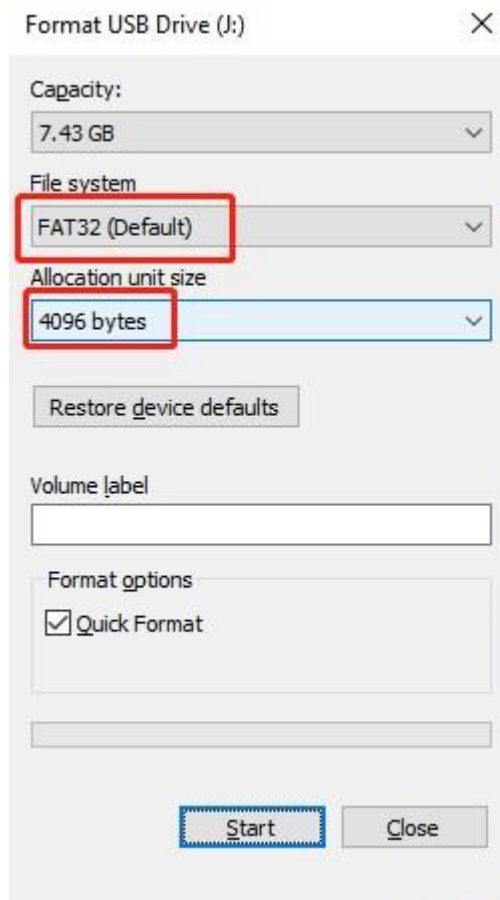 Format USB Drive (J:)
Capacity:
7.43 GB
File system
FAT32 (Default)
Allocation unit size
4096 bytes
Restore device defaults
Volume label
Format options
Quick Format
Start
Close